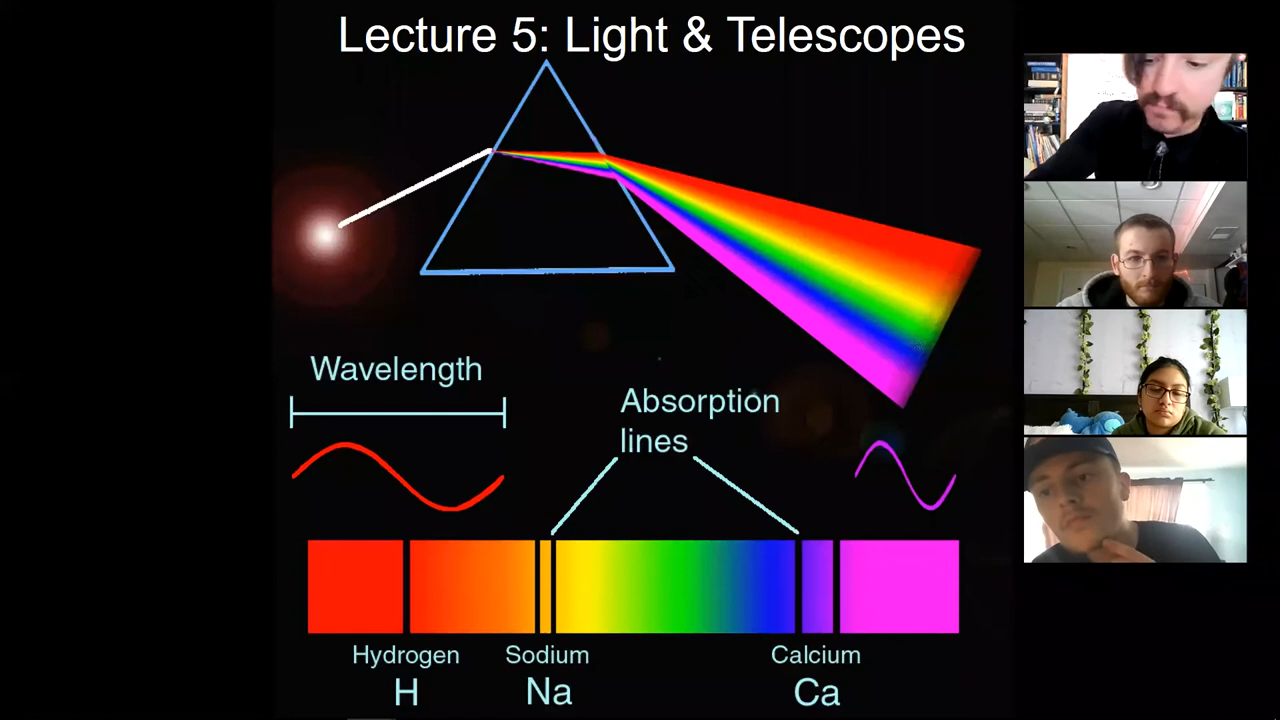 Lecture 5: Light & Telescopes
Wavelength
Absorption
lines
Hydrogen Sodium Calcium
H Na Ca